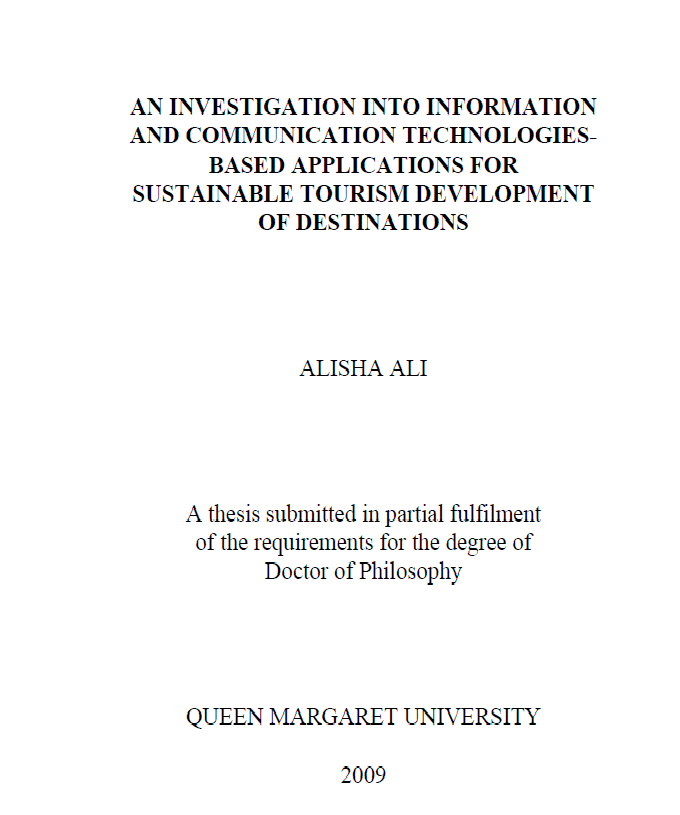 AN INVESTIGATION INTO INFORMATION
AND COMMUNICATION TECHNOLOGIES-
BASED APPLICATIONS FOR
SUSTAINABLE TOURISM DEVELOPMENT
OF DESTINATIONS
ALISHA ALI
A thesis submitted in partial fulfilment
of the requirements for the degree of
Doctor of Philosophy
QUEEN MARGARET UNIVERSITY
2009